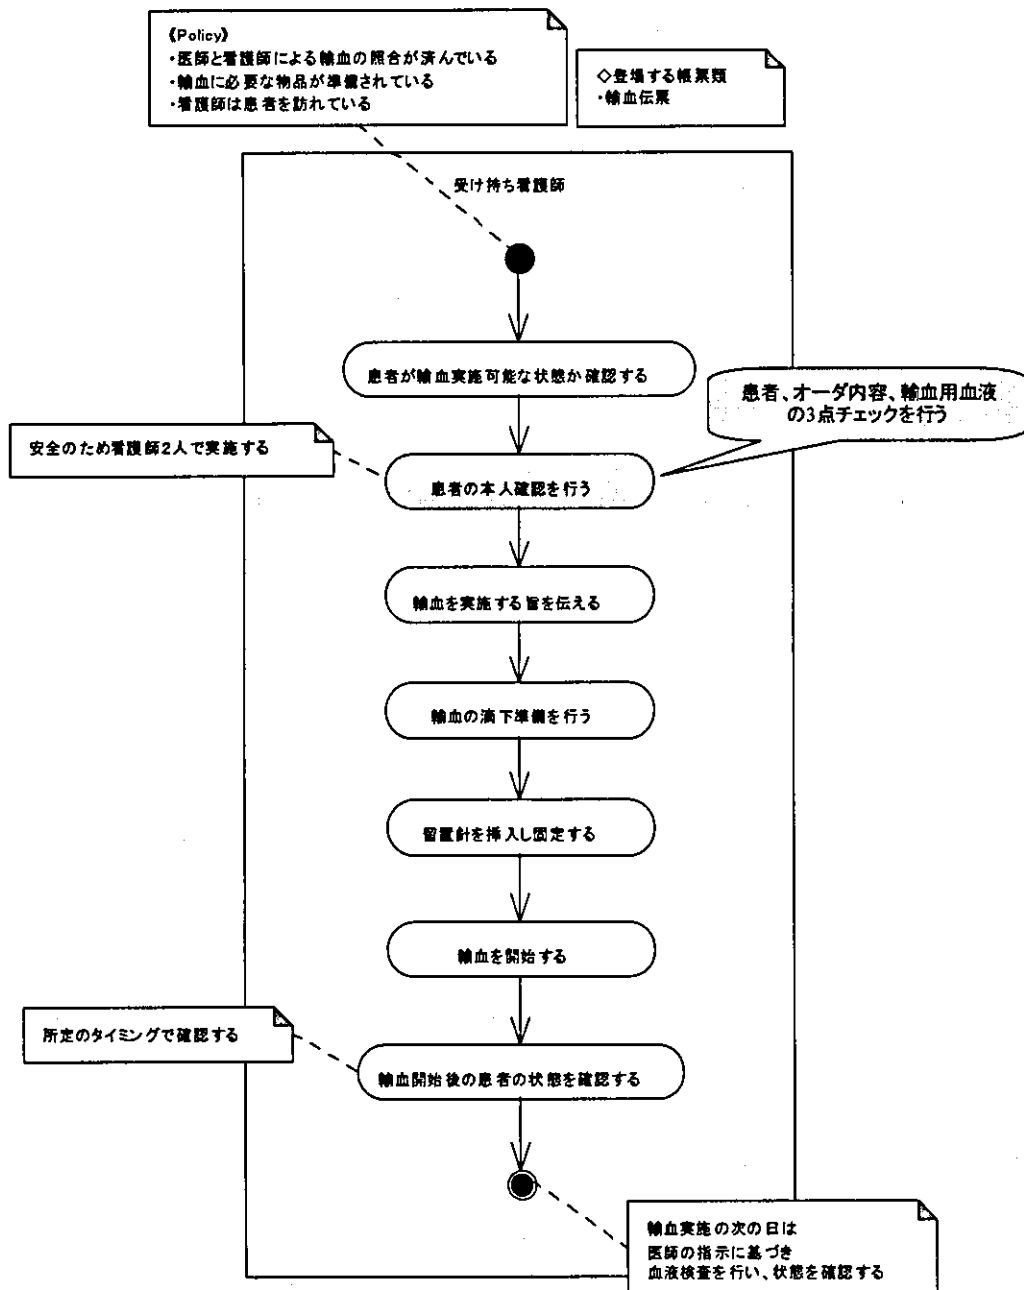 《Policy》
・医師と看護師による輸血の照合が済んでいる
・輸血に必要な物品が準備されている
・看護師は患者を訪れている
◇登場する帳票類
・輸血伝票
受け持ち看護師
患者が輸血実施可能な状態か確認する
患者、オーダ内容、輸血用血液
の3点チェックを行う
安全のため看護師2人で実施する
患者の本人確認を行う
輸血を実施する旨を伝える
輸血の滴下準備を行う
留置針を挿入し固定する
輸血を開始する
所定のタイミングで確認する
輸血開始後の患者の状態を確認する
輸血実施の次の日は
医師の指示に基づき
血液検査を行い、状態を確認する